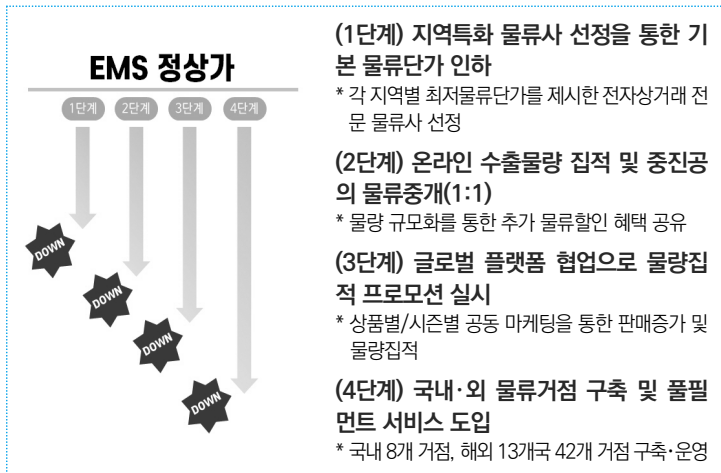 EMS 정상가
1단계 2단계 3단계 4단계
DOWN
DOWN
DOWN
DOWN
(1단계) 지역특화 물류사 선정을 통한 기
본 물류단가 인하
* 각 지역별 최저물류단가를 제시한 전자상거래 전
문 물류사 선정
(2단계) 온라인 수출물량 집적 및 중진공
의 물류중개(1:1)
* 물량 규모화를 통한 추가 물류할인 혜택 공유
(3단계) 글로벌 플랫폼 협업으로 물량집
적 프로모션 실시
* 상품별/시즌별 공동 마케팅을 통한 판매증가 및
물량집적
(4단계) 국내·외 물류거점 구축 및 풀필
먼트 서비스 도입
* 국내 8개 거점, 해외 13개국 42개 거점 구축·운영